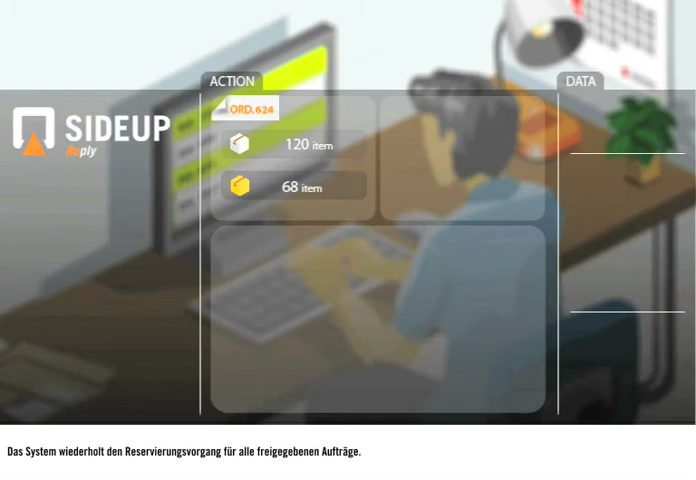 ACTION
DATA
SIDEUP
Reply
ORD.624
120 item
68 item
Das System wiederholt den Reservierungsvorgang für alle freigegebenen Aufträge.